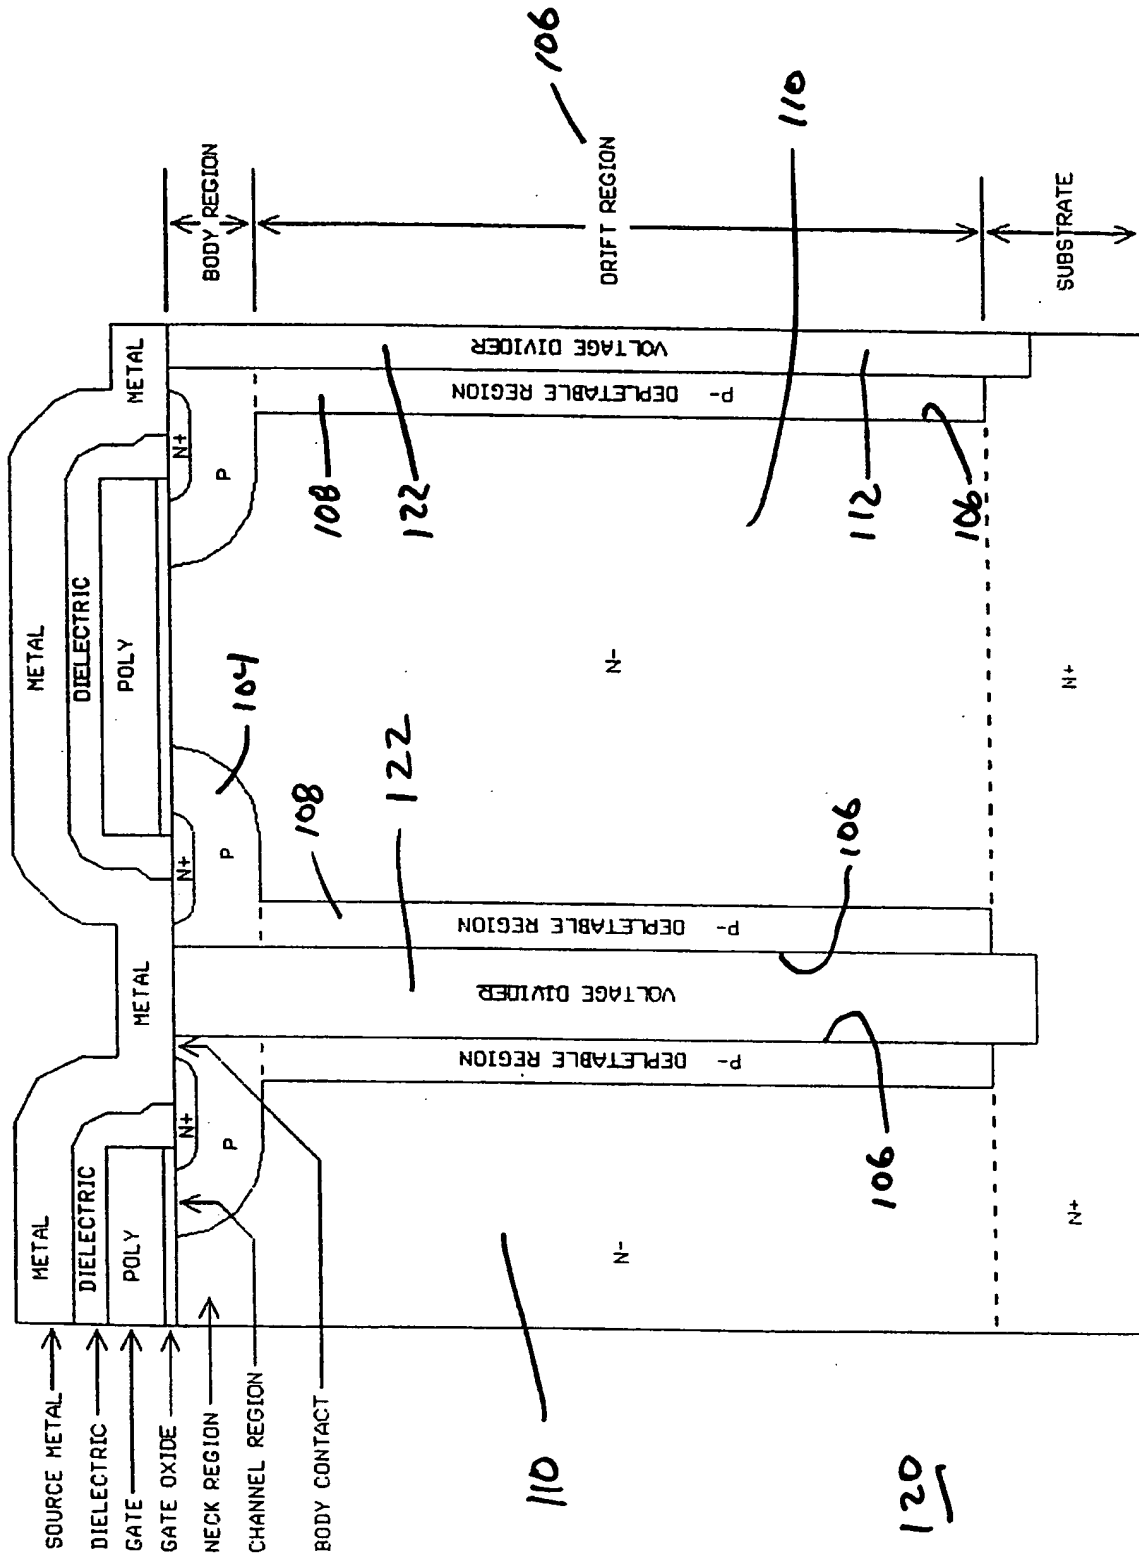 SOURCE METAL
DIELECTRIC
GATE
GATE OXIDE
NECK REGION
CHANNEL REGION
BODY CONTACT
110
120
METAL
DIELECTRIC
POLY
N+
P
N-
N+
METAL
P- DEPLETABLE REGION
VOLTAGE DIVIDER
P- DEPLETABLE REGION
106
106
108
122
104
N+
P
METAL
DIELECTRIC
POLY
N-
N+
N+
P
METAL
P- DEPLETABLE REGION
VOLTAGE DIVIDER
108
122
112
106
BODY REGION
DRIFT REGION
106
110
SUBSTRATE